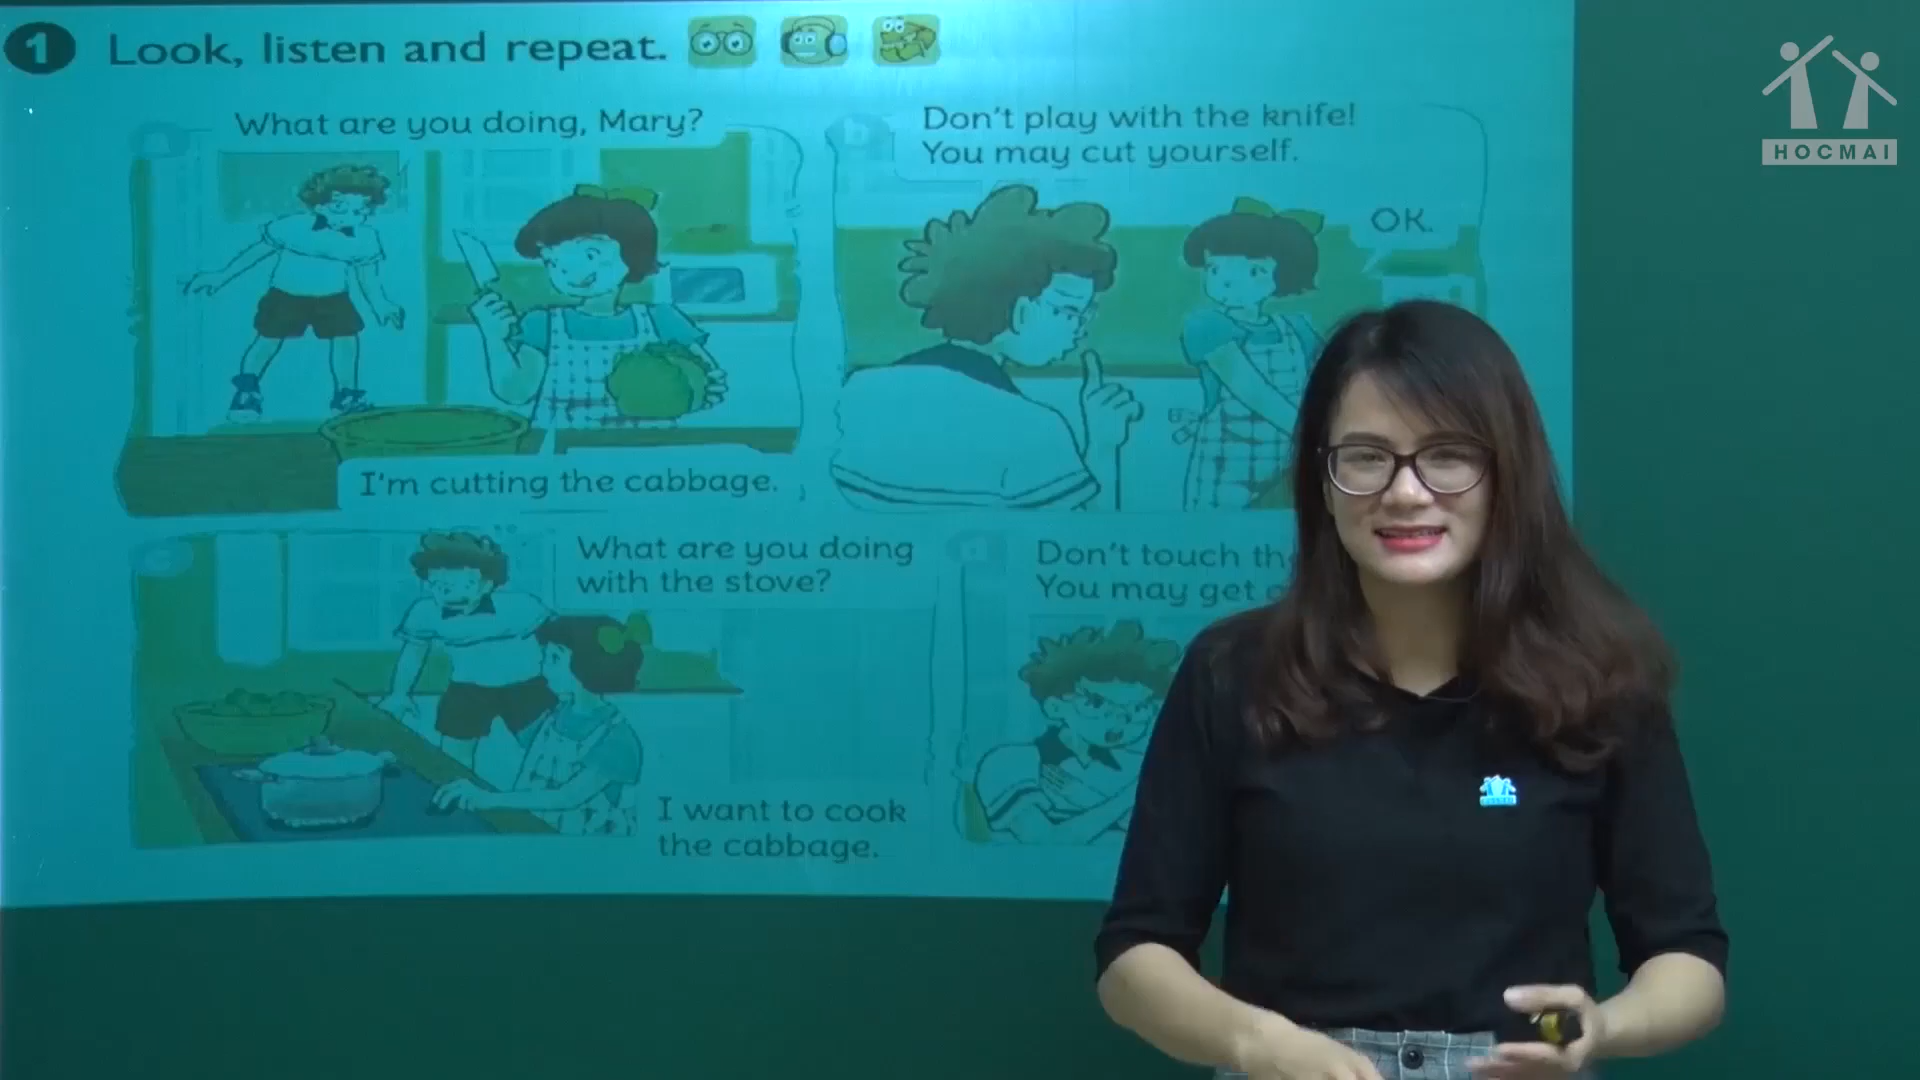 1 Look, listen and repeat.
HOCMAI
a
What are you doing, Mary?
I'm cutting the cabbage.
b
Don't play with the knife!
You may cut yourself.
OK.
c
What are you doing
with the stove?
I want to cook
the cabbage.
d
Don't touch
You may get